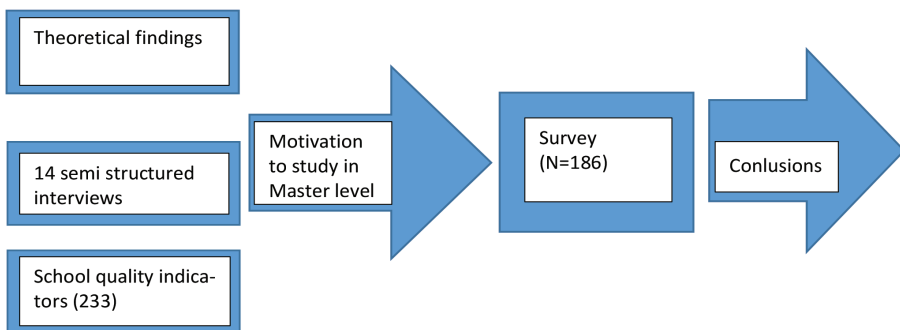 Theoretical findings
14 semi structured
interviews
School quality indica-
tors (233)
Motivation
to study in
Master level
Survey
(N=186)
Conlusions